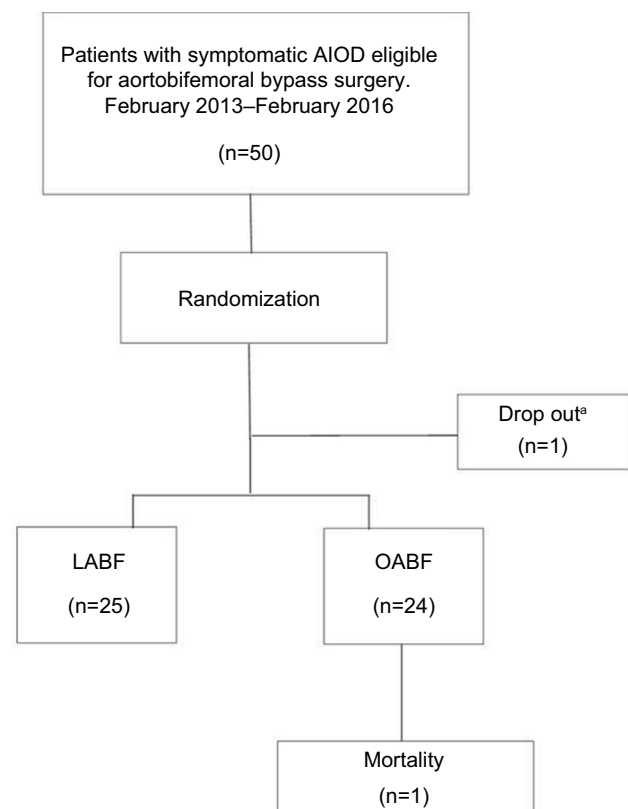 Patients with symptomatic AIOD eligible
for aortobifemoral bypass surgery.
February 2013–February 2016
(n=50)
Randomization
Drop outᵃ
(n=1)
LABF
(n=25)
OABF
(n=24)
Mortality
(n=1)